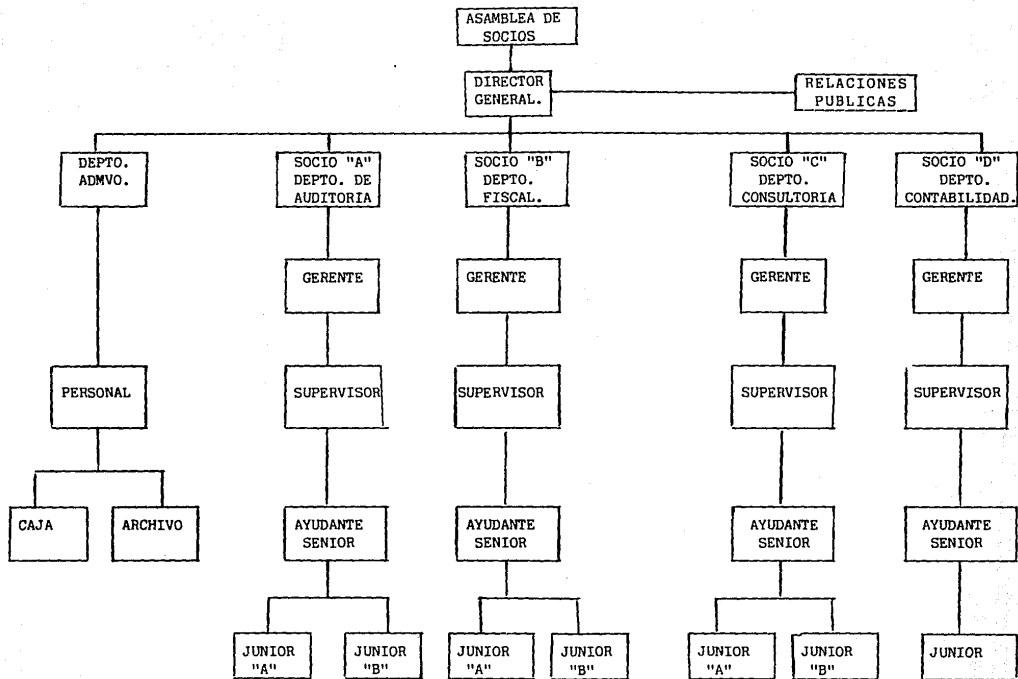 ASAMBLEA DE
SOCIOS
DIRECTOR
GENERAL.
RELACIONES
PUBLICAS
DEPTO.
ADMVO.
SOCIO "A"
DEPTO. DE
AUDITORIA
SOCIO "B"
DEPTO.
FISCAL.
SOCIO "C"
DEPTO.
CONSULTORIA
SOCIO "D"
DEPTO.
CONTABILIDAD.
GERENTE
GERENTE
GERENTE
GERENTE
PERSONAL
SUPERVISOR
SUPERVISOR
SUPERVISOR
SUPERVISOR
CAJA
ARCHIVO
AYUDANTE
SENIOR
AYUDANTE
SENIOR
AYUDANTE
SENIOR
AYUDANTE
SENIOR
JUNIOR
"A"
JUNIOR
"B"
JUNIOR
"A"
JUNIOR
"B"
JUNIOR
"A"
JUNIOR
"B"
JUNIOR